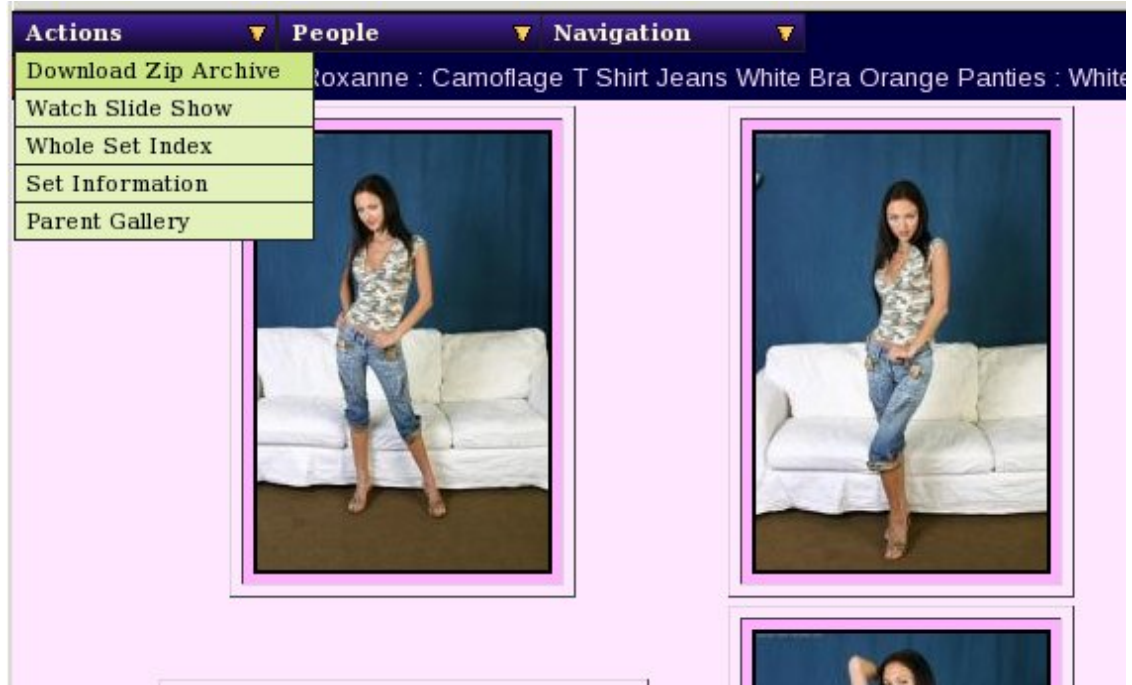 Actions People Navigation
Download Zip Archive
Roxanne : Camoflage T Shirt Jeans White Bra Orange Panties : White
Watch Slide Show
Whole Set Index
Set Information
Parent Gallery